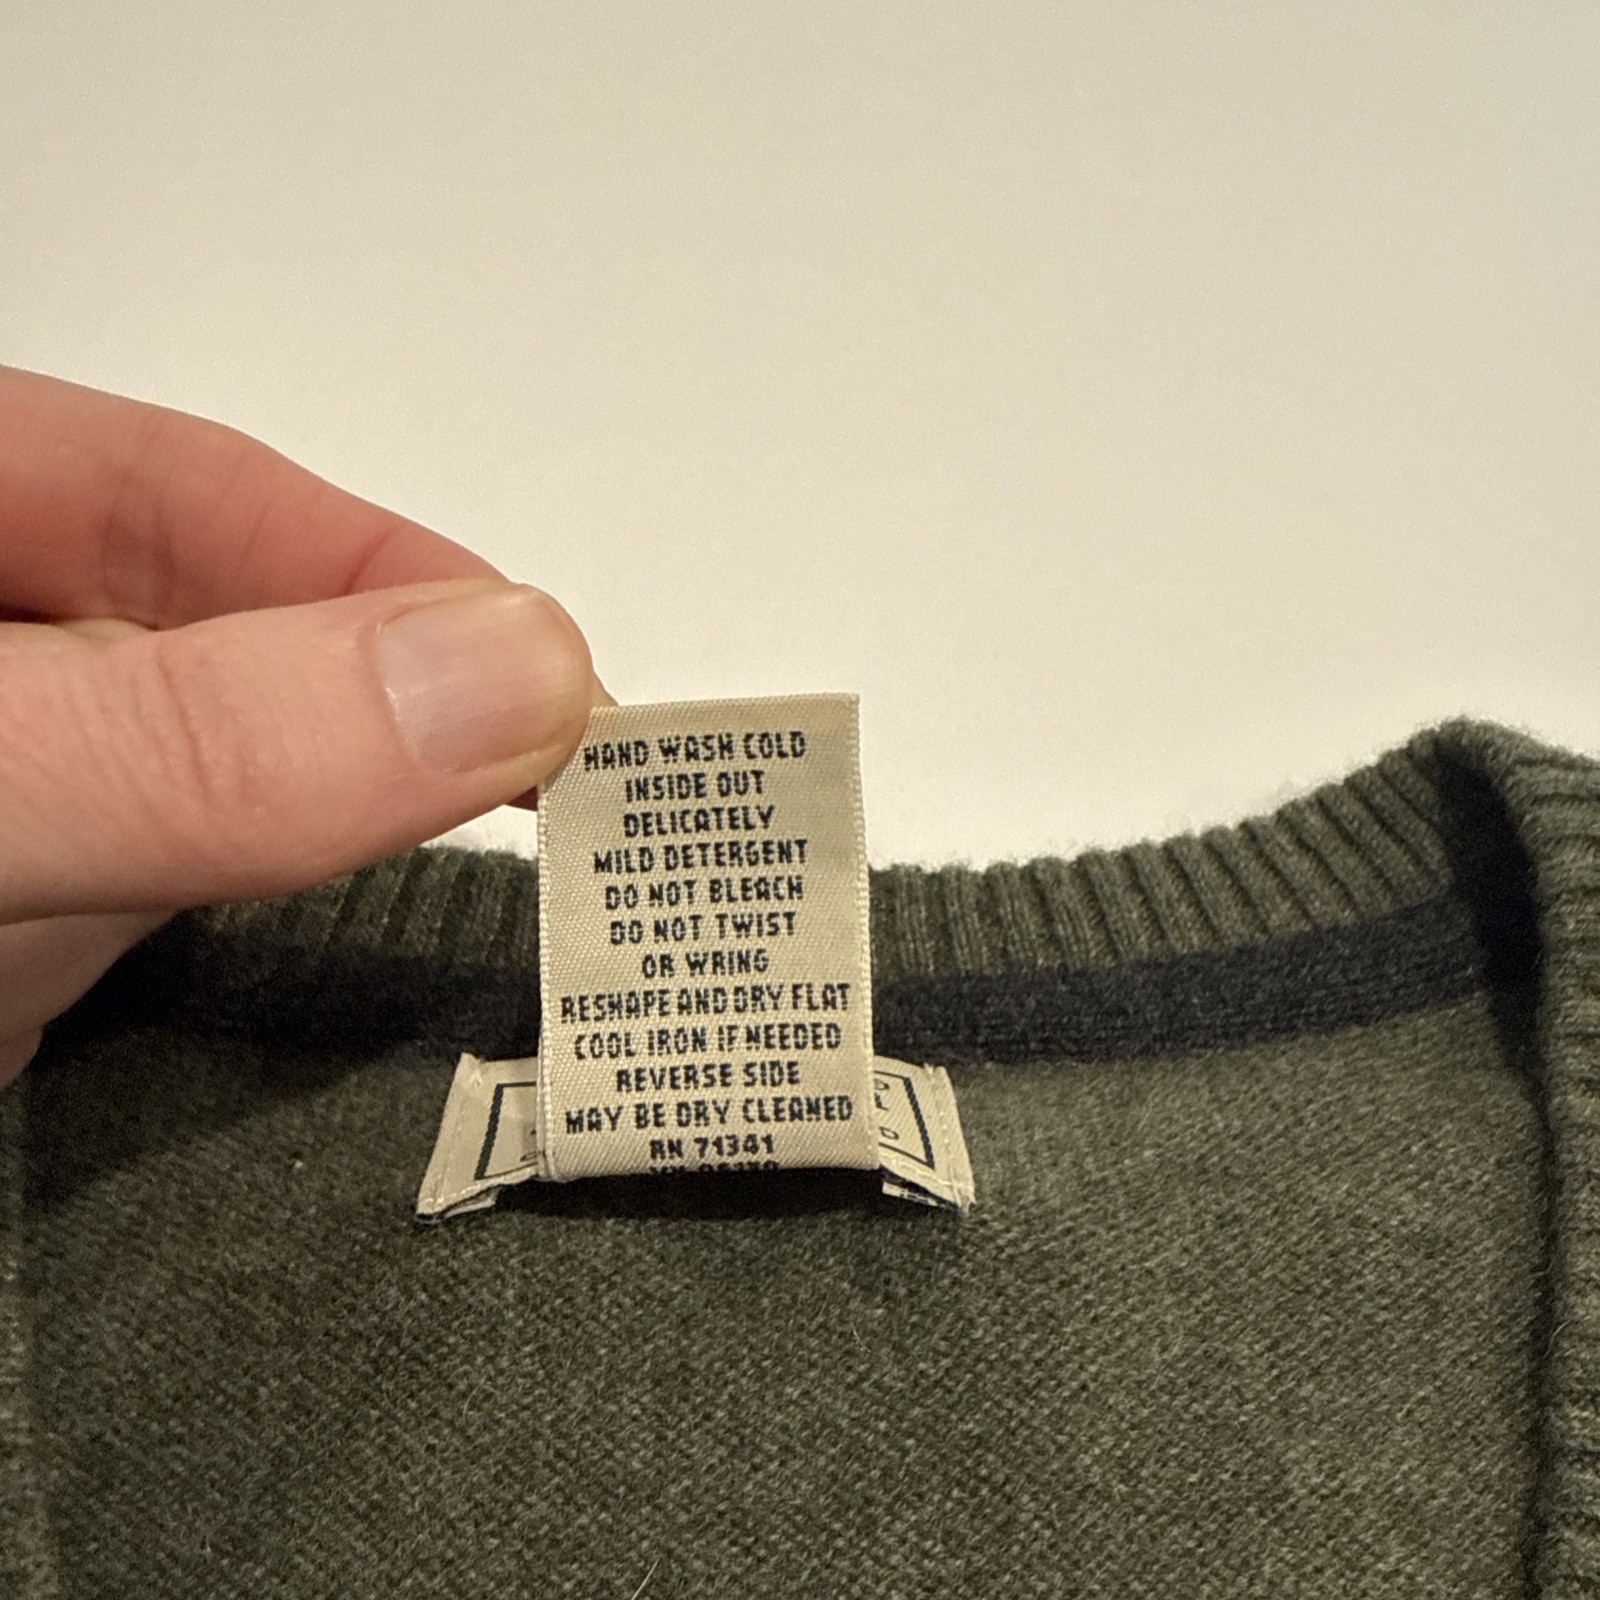 HAND WASH COLD
INSIDE OUT
DELICATELY
MILD DETERGENT
DO NOT BLEACH
DO NOT TWIST
OR WRING
RESHAPE AND DRY FLAT
COOL IRON IF NEEDED
REVERSE SIDE
MAY BE DRY CLEANED
RN 71341